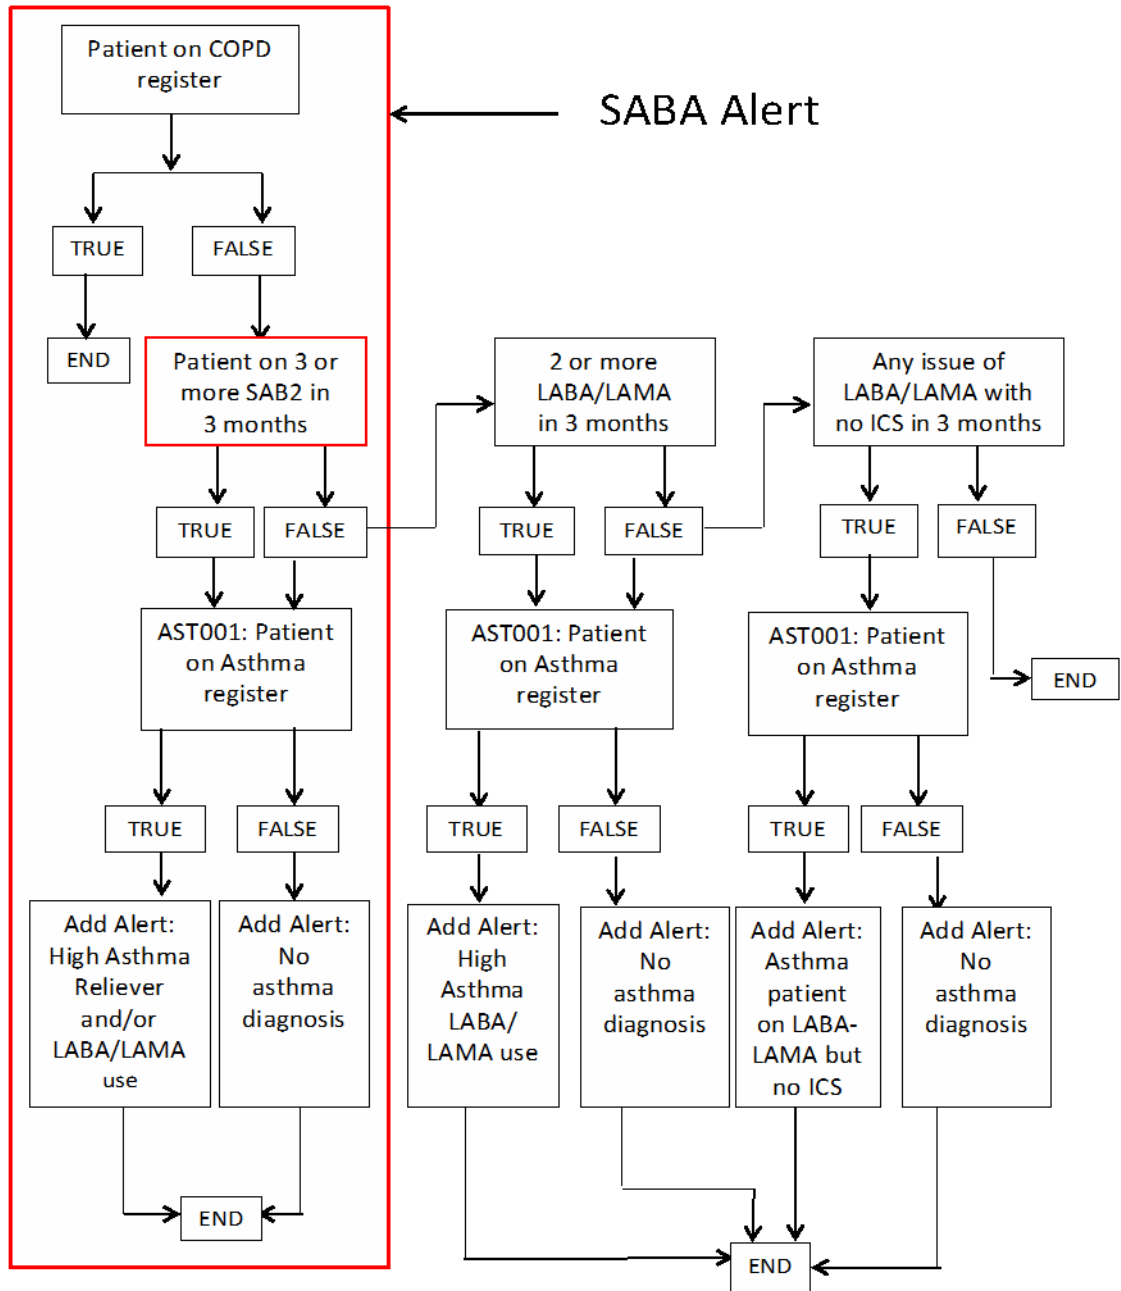 Patient on COPD
register
SABA Alert
TRUE
FALSE
END
Patient on 3 or
more SAB2 in
3 months
2 or more
LABA/LAMA
in 3 months
Any issue of
LABA/LAMA with
no ICS in 3 months
TRUE
FALSE
TRUE
FALSE
TRUE
FALSE
AST001: Patient
on Asthma
register
AST001: Patient
on Asthma
register
AST001: Patient
on Asthma
register
END
TRUE
FALSE
TRUE
FALSE
TRUE
FALSE
Add Alert:
High Asthma
Reliever
and/or
LABA/LAMA
use
Add Alert:
No
asthma
diagnosis
Add Alert:
High
Asthma
LABA/
LAMA use
Add Alert:
No
asthma
diagnosis
Add Alert:
Asthma
patient
on LABA-
LAMA but
no ICS
Add Alert:
No
asthma
diagnosis
END
END